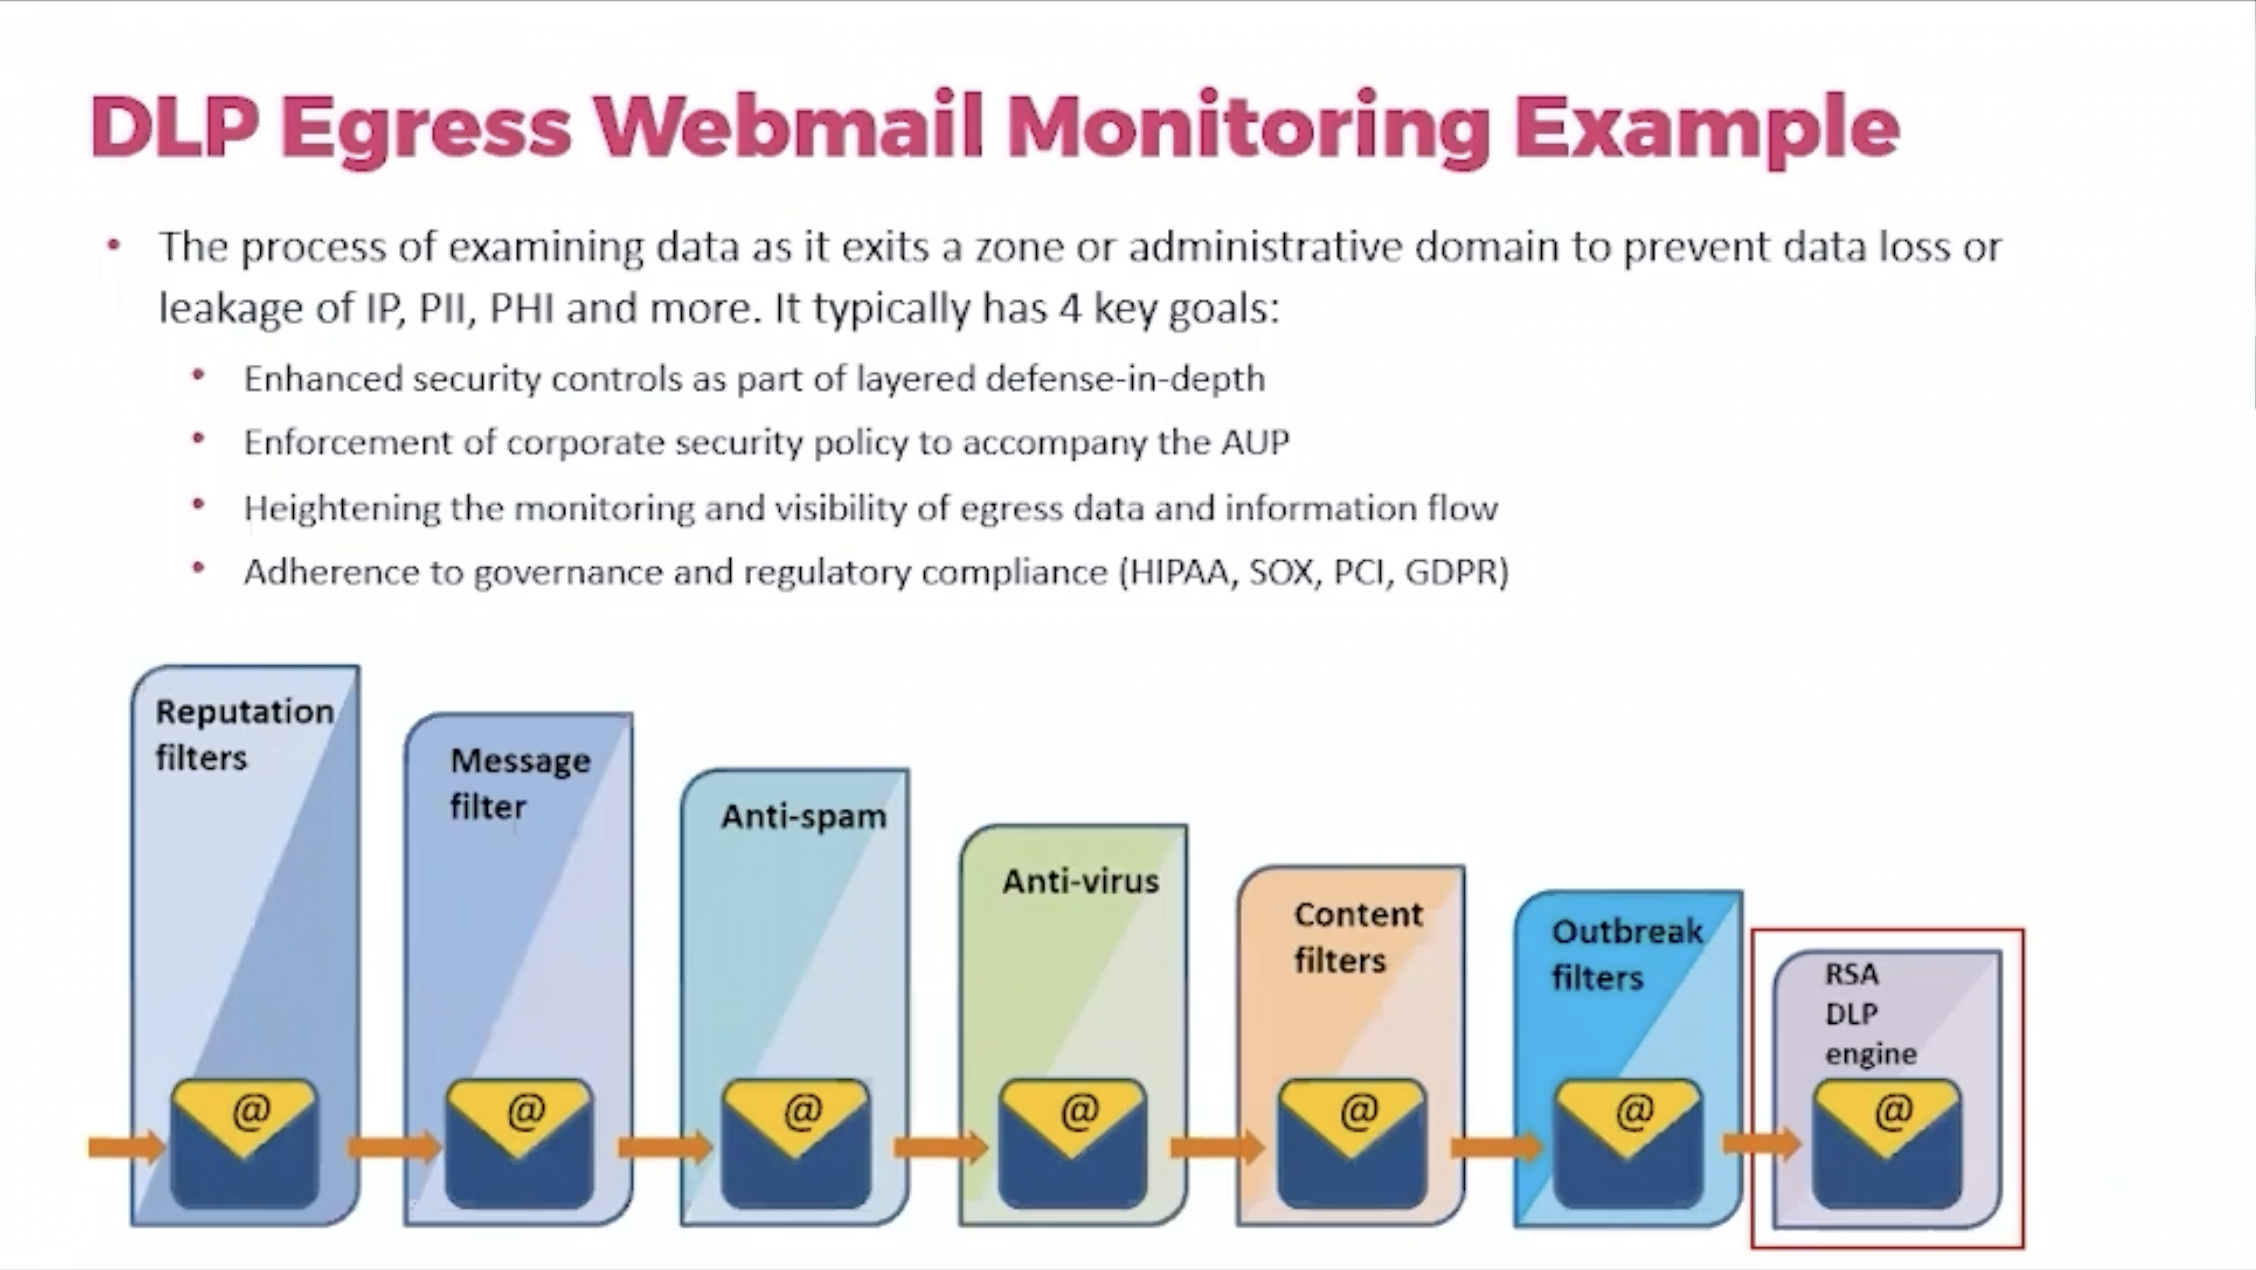 DLP Egress Webmail Monitoring Example
• The process of examining data as it exits a zone or administrative domain to prevent data loss or
leakage of IP, PII, PHI and more. It typically has 4 key goals:
• Enhanced security controls as part of layered defense-in-depth
• Enforcement of corporate security policy to accompany the AUP
• Heightening the monitoring and visibility of egress data and information flow
• Adherence to governance and regulatory compliance (HIPAA, SOX, PCI, GDPR)
Reputation
filters
Message
filter
Anti-spam
Anti-virus
Content
filters
Outbreak
filters
RSA
DLP
engine
@
@
@
@
@
@
@